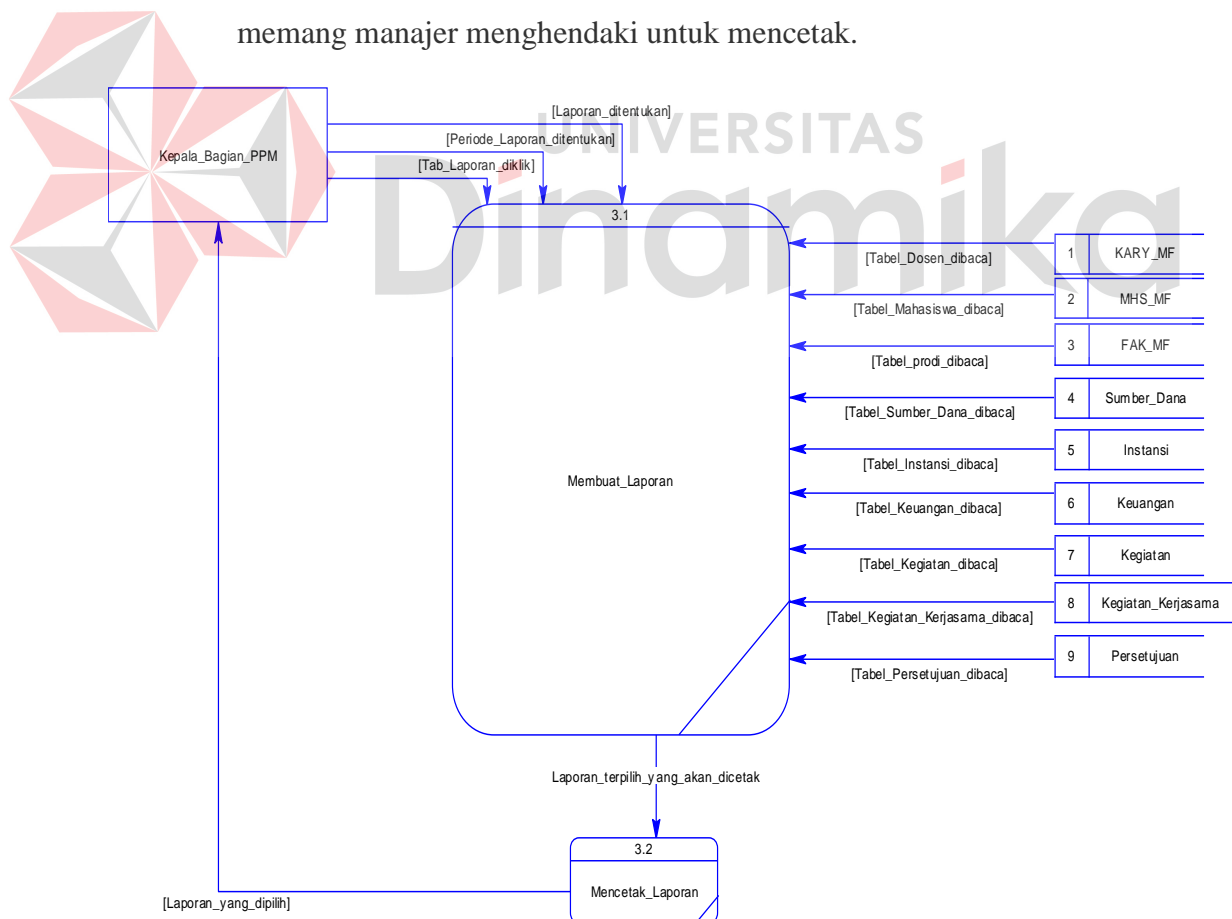 memang manajer menghendaki untuk mencetak.
UNIVERSITAS
Dinamika
Kepala_Bagian_PPM
[Laporan_ditentukan]
[Periode_Laporan_ditentukan]
[Tab_Laporan_diklik]
3.1
Membuat_Laporan
[Tabel_Dosen_dibaca]
1 KARY_MF
[Tabel_Mahasiswa_dibaca]
2 MHS_MF
[Tabel_prodi_dibaca]
3 FAK_MF
[Tabel_Sumber_Dana_dibaca]
4 Sumber_Dana
[Tabel_Instansi_dibaca]
5 Instansi
[Tabel_Keuangan_dibaca]
6 Keuangan
[Tabel_Kegiatan_dibaca]
7 Kegiatan
[Tabel_Kegiatan_Kerjasama_dibaca]
8 Kegiatan_Kerjasama
[Tabel_Persetujuan_dibaca]
9 Persetujuan
Laporan_terpilih_yang_akan_dicetak
3.2
Mencetak_Laporan
[Laporan_yang_dipilih]